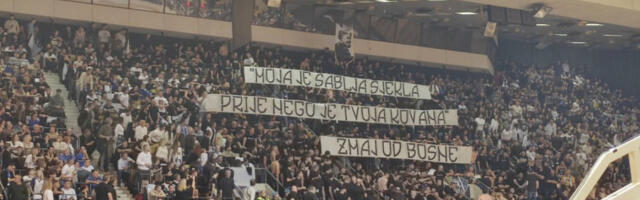 "MOJA JE SABLJA SJEKLA
PRIJE NEGO JE TVOJA KOVANA"
ZMAJ OD BOSNE